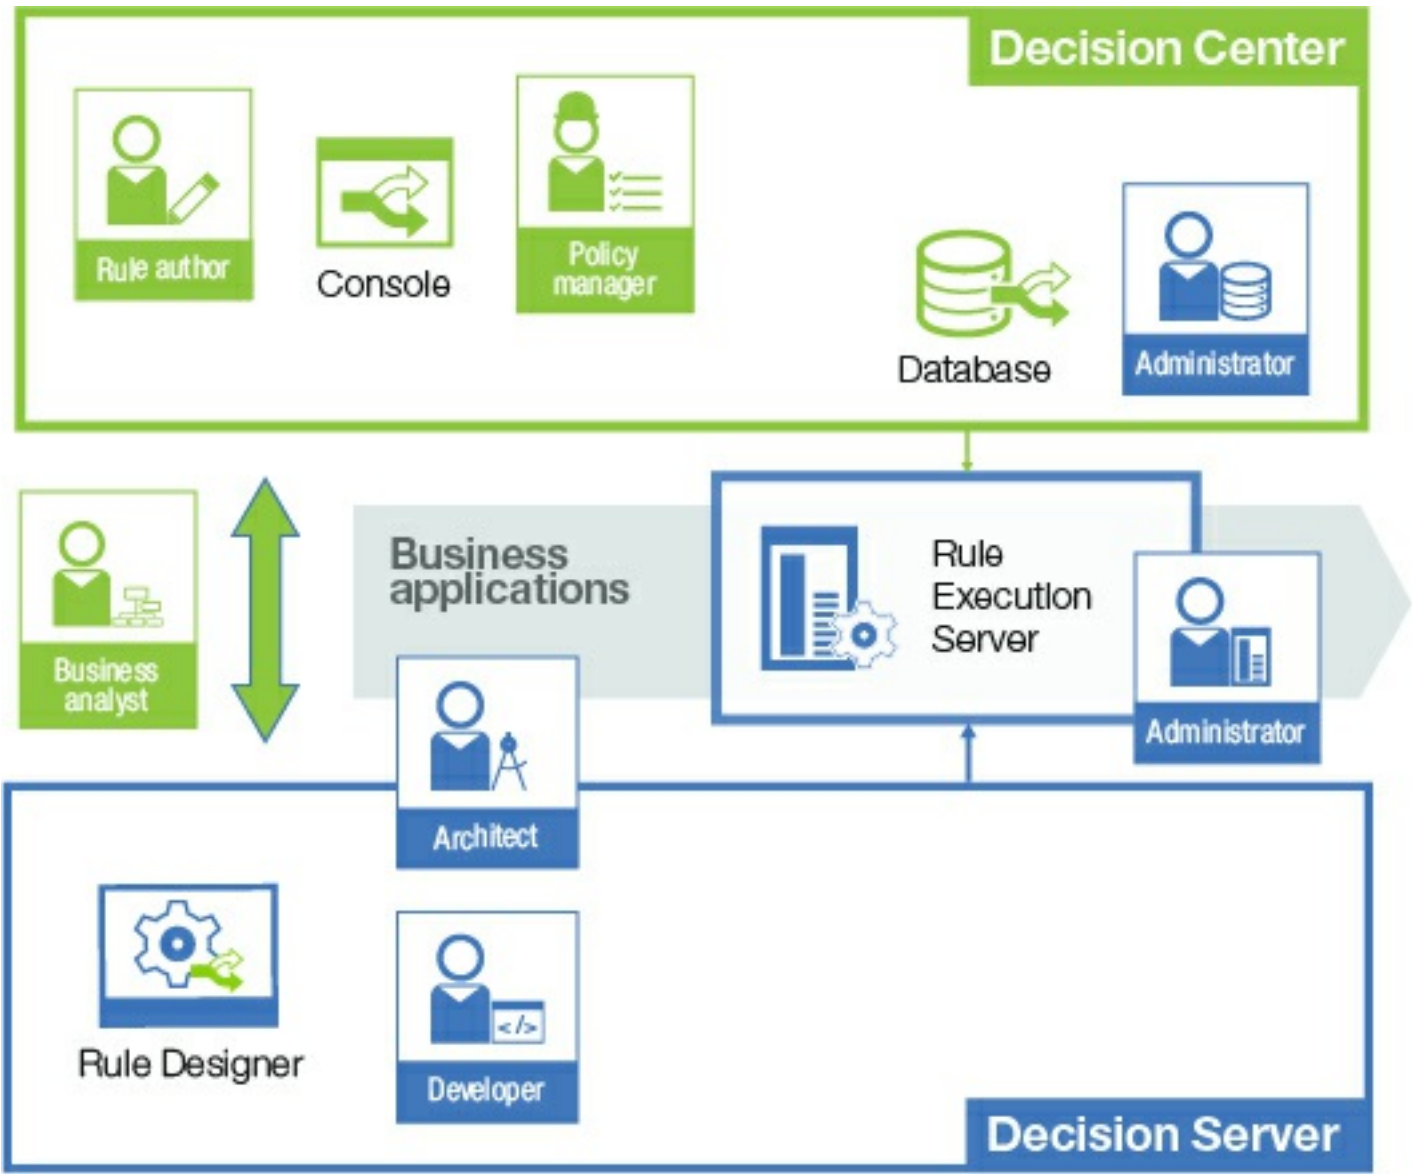 Decision Center
Rule author
Console
Policy
manager
Database
Administrator
Business
analyst
Business
applications
Rule
Execution
Server
Administrator
Architect
Rule Designer
</>
Developer
Decision Server